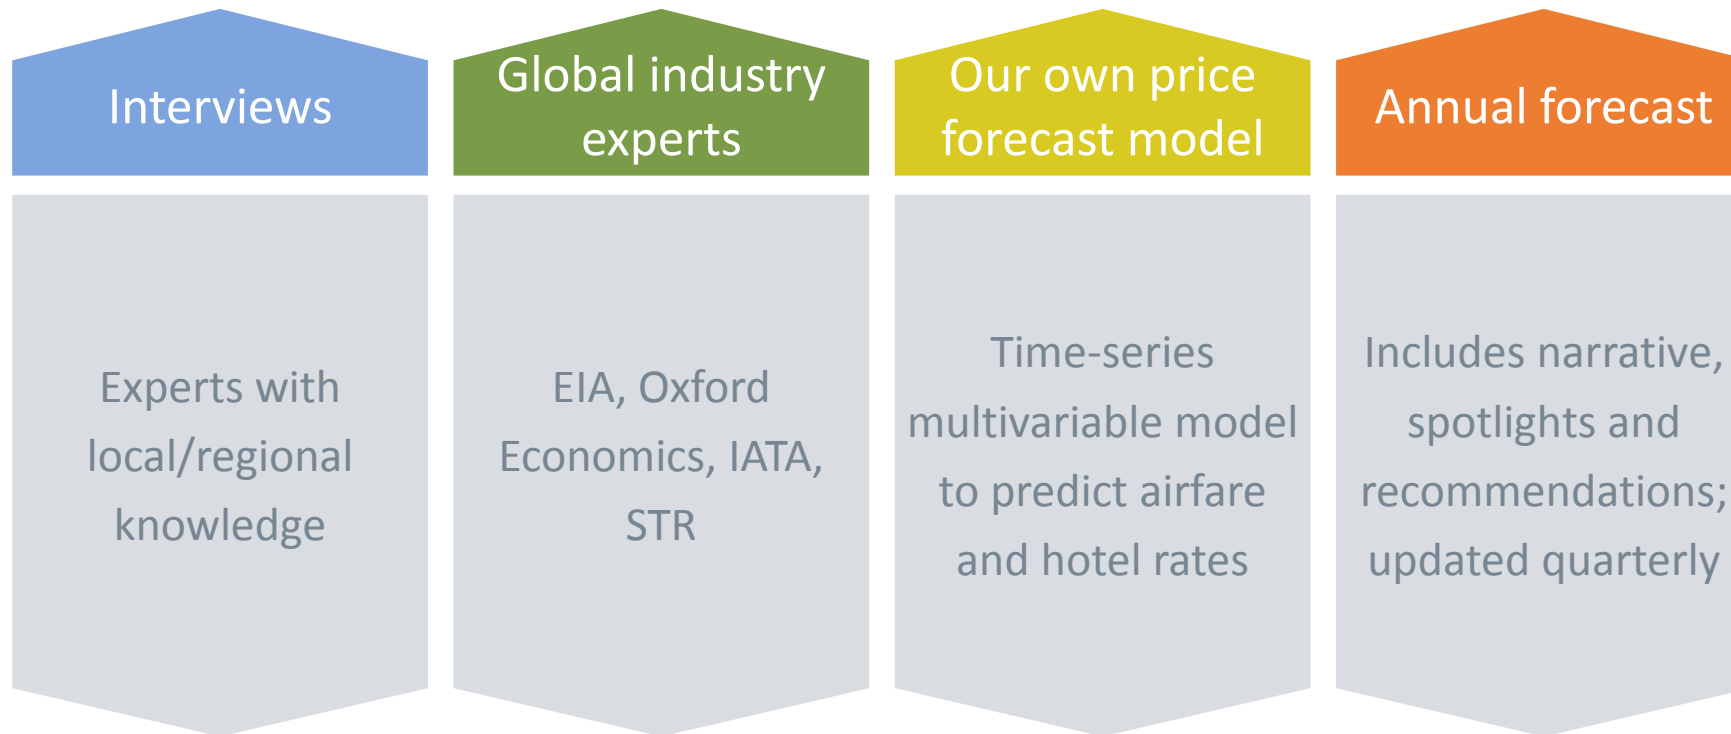 Interviews
Experts with
local/regional
knowledge
Global industry
experts
EIA, Oxford
Economics, IATA,
STR
Our own price
forecast model
Time-series
multivariable model
to predict airfare
and hotel rates
Annual forecast
Includes narrative,
spotlights and
recommendations;
updated quarterly